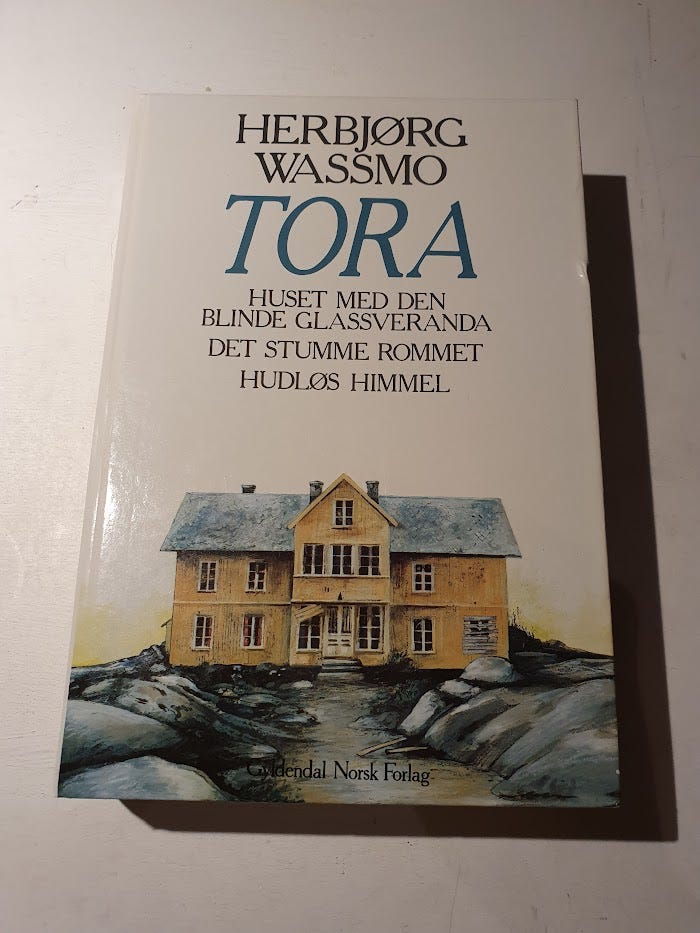 HERBJØRG
WASSMO
TORA
HUSET MED DEN
BLINDE GLASSVERANDA
DET STUMME ROMMET
HUDLØS HIMMEL
Gyldendal Norsk Forlag